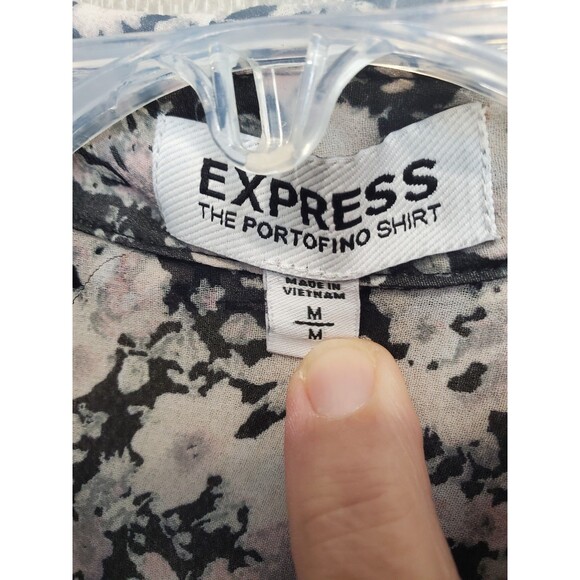 EXPRESS
THE PORTOFINO SHIRT
MADE IN
VIETNAM
M
M